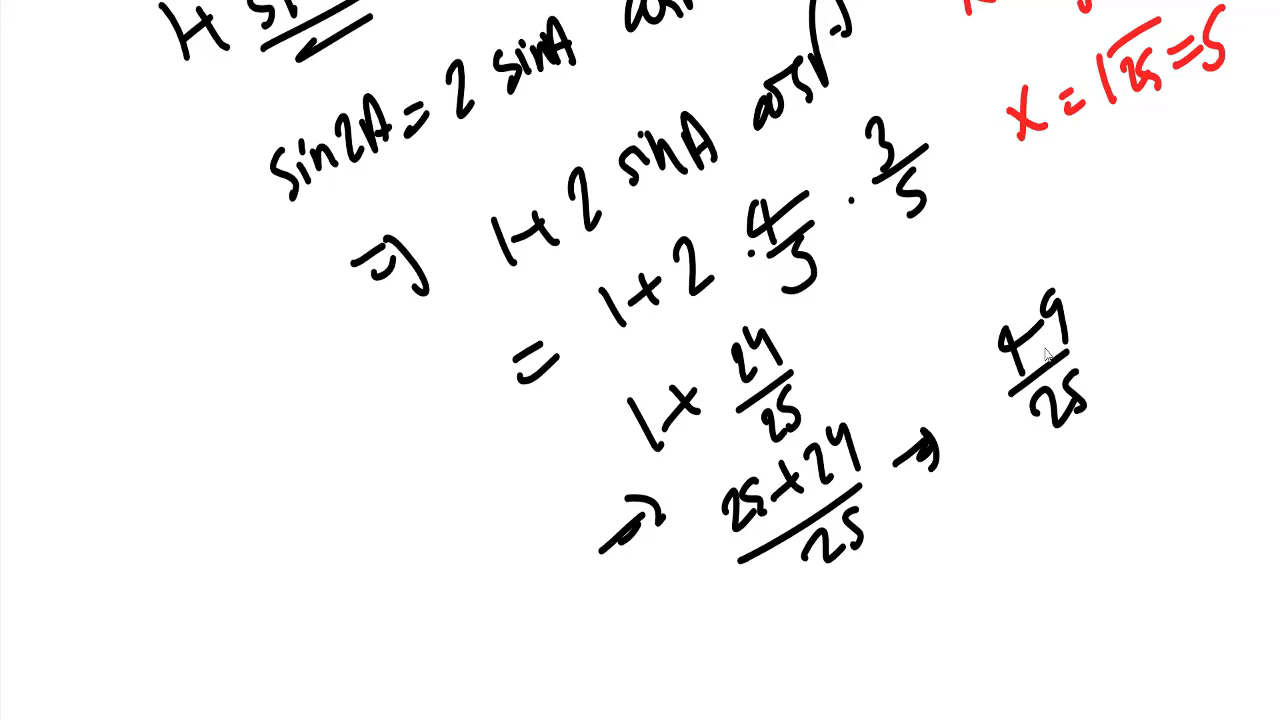 1+
sin2A = 2 sinA
⇒ 1+2 sinA cos
= 1+2 · 4/5 · 3/5
1+ 24/25
⇒ 25+24/25 ⇒ 49/25
x = √25 = 5